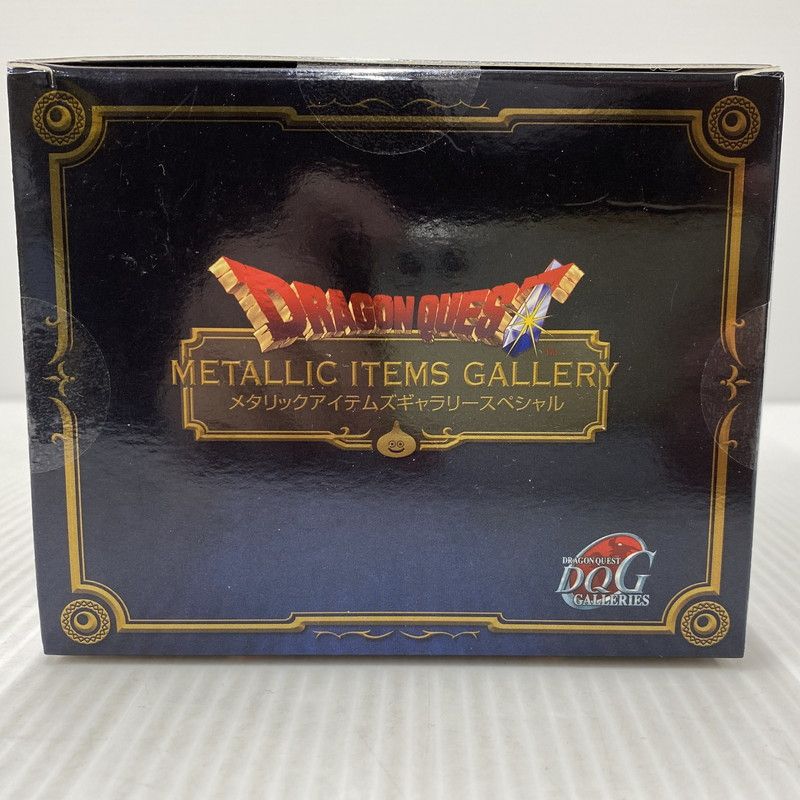 DRAGON QUEST
TM
METALLIC ITEMS GALLERY
メタリックアイテムズギャラリースペシャル
DRAGON QUEST
DQG
GALLERIES